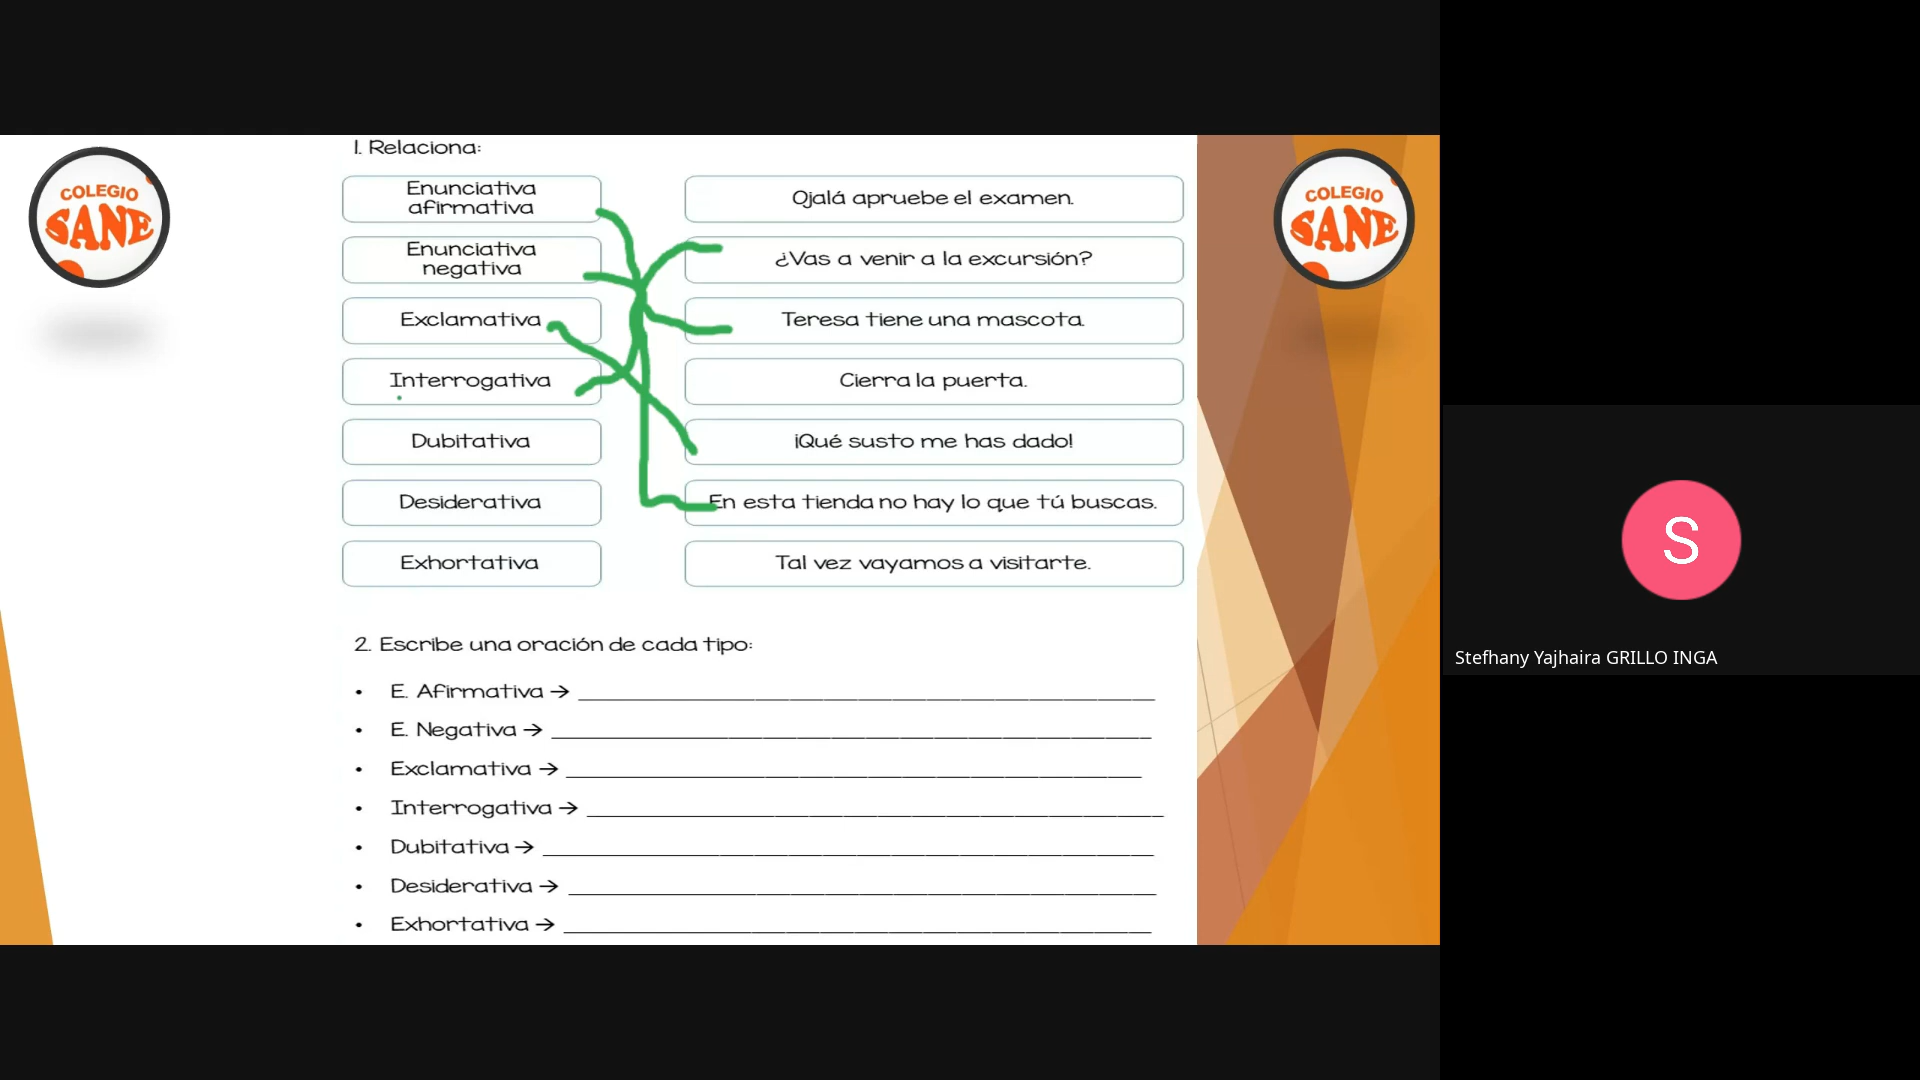 COLEGIO
SANE
COLEGIO
SANE
1. Relaciona:
Enunciativa
afirmativa
Ojalá apruebe el examen.
Enunciativa
negativa
¿Vas a venir a la excursión?
Exclamativa
Teresa tiene una mascota.
Interrogativa
Cierra la puerta.
Dubitativa
¡Qué susto me has dado!
Desiderativa
En esta tienda no hay lo que tú buscas.
Exhortativa
Tal vez vayamos a visitarte.
2. Escribe una oración de cada tipo:
• E. Afirmativa →
• E. Negativa →
• Exclamativa →
• Interrogativa →
• Dubitativa →
• Desiderativa →
• Exhortativa →
S
Stefhany Yajhaira GRILLO INGA